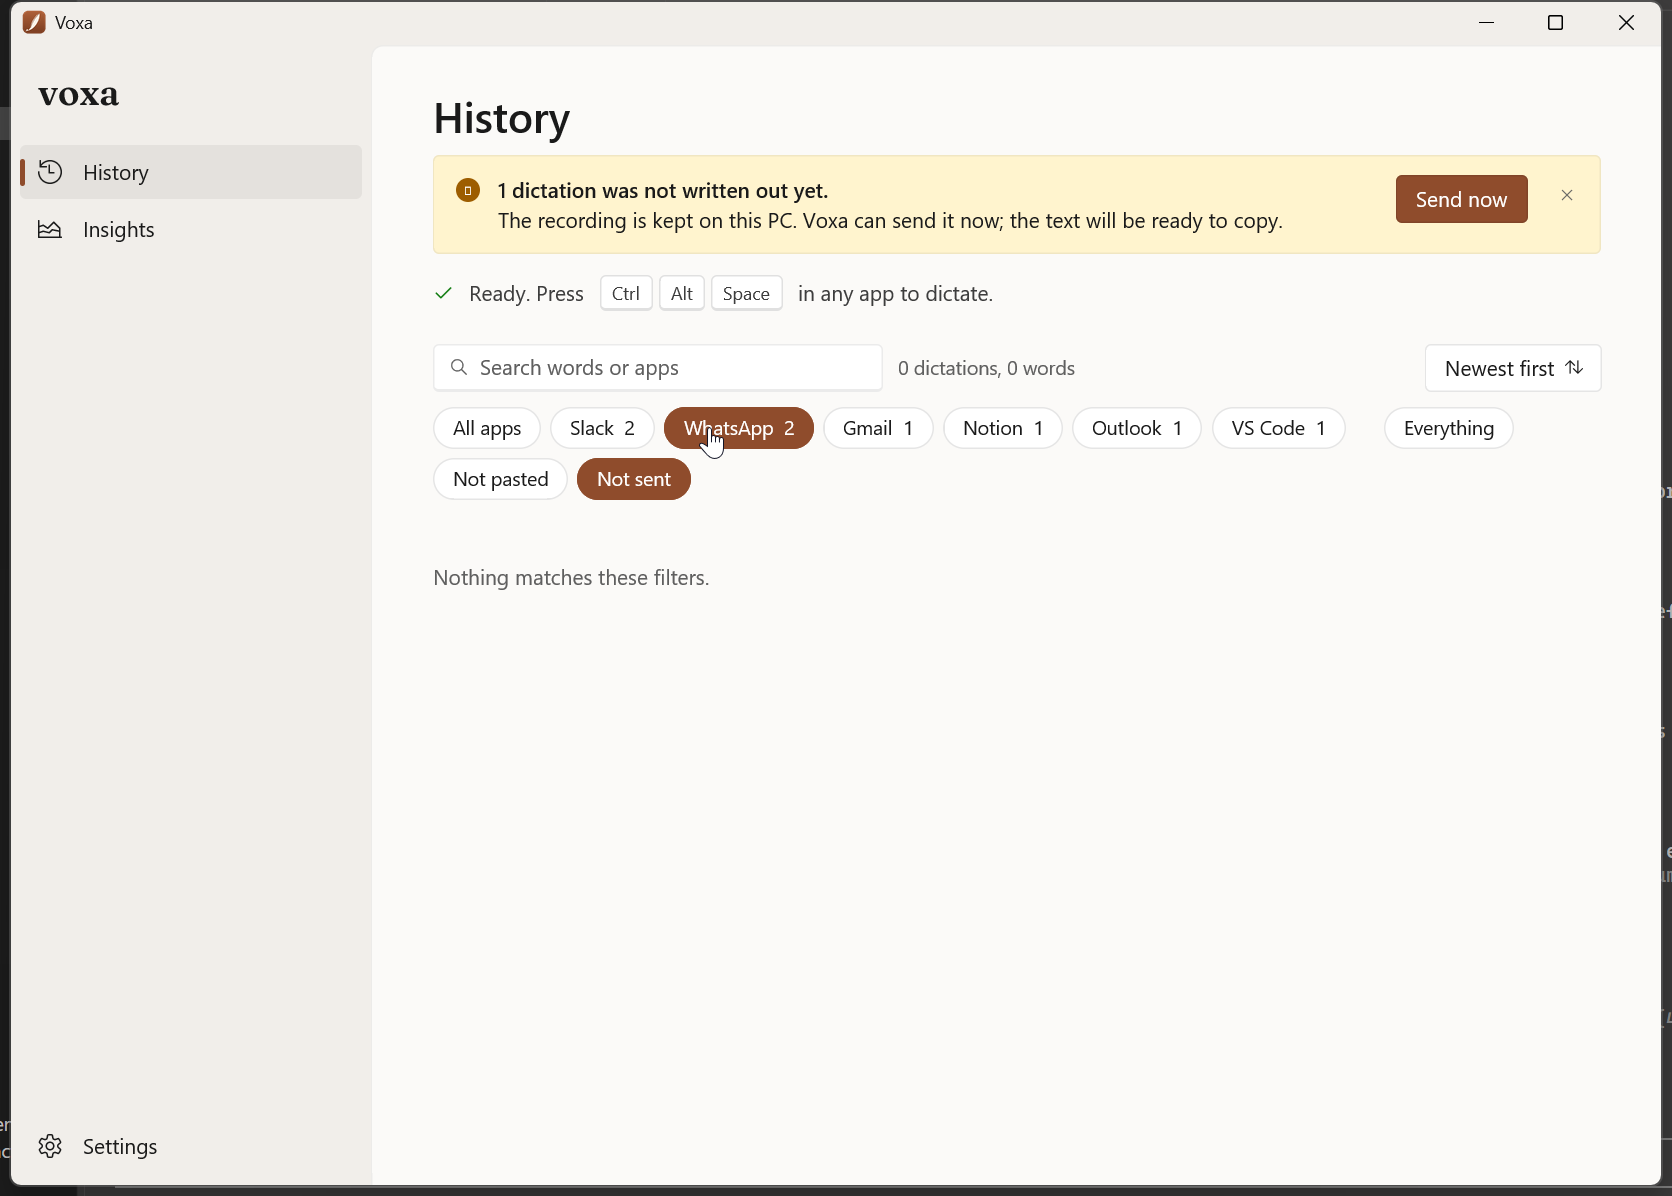 Voxa
voxa
History
Insights
Settings
History
1 dictation was not written out yet.
The recording is kept on this PC. Voxa can send it now; the text will be ready to copy.
Send now
Ready. Press Ctrl Alt Space in any app to dictate.
Search words or apps
0 dictations, 0 words
Newest first
All apps Slack 2 WhatsApp 2 Gmail 1 Notion 1 Outlook 1 VS Code 1 Everything
Not pasted Not sent
Nothing matches these filters.